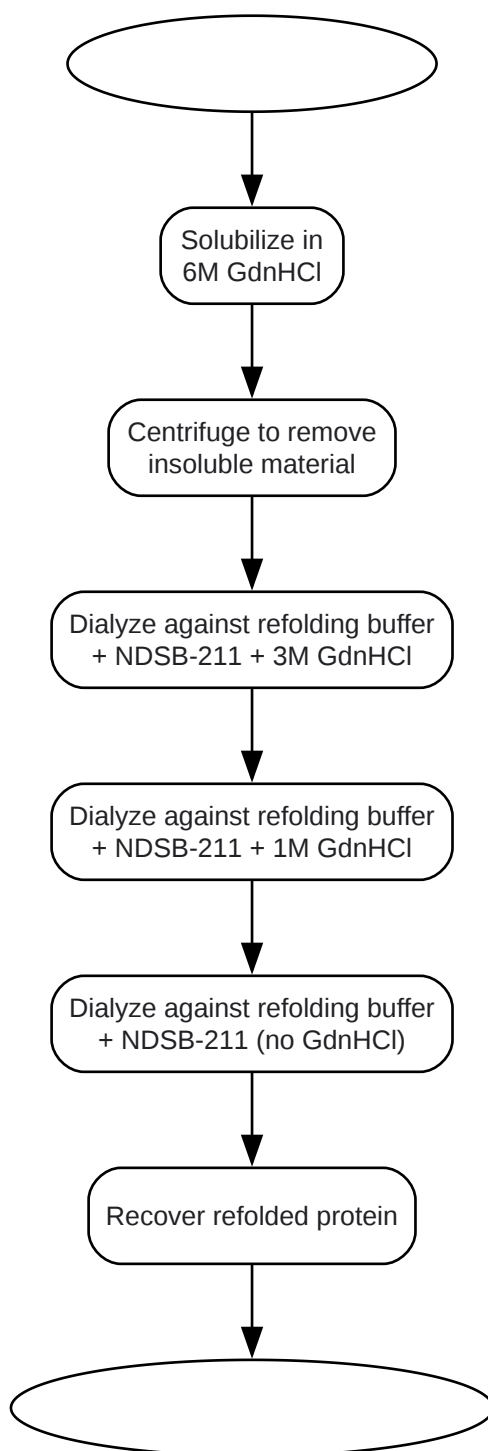 Solubilize in
6M GdnHCl
Centrifuge to remove
insoluble material
Dialyze against refolding buffer
+ NDSB-211 + 3M GdnHCl
Dialyze against refolding buffer
+ NDSB-211 + 1M GdnHCl
Dialyze against refolding buffer
+ NDSB-211 (no GdnHCl)
Recover refolded protein